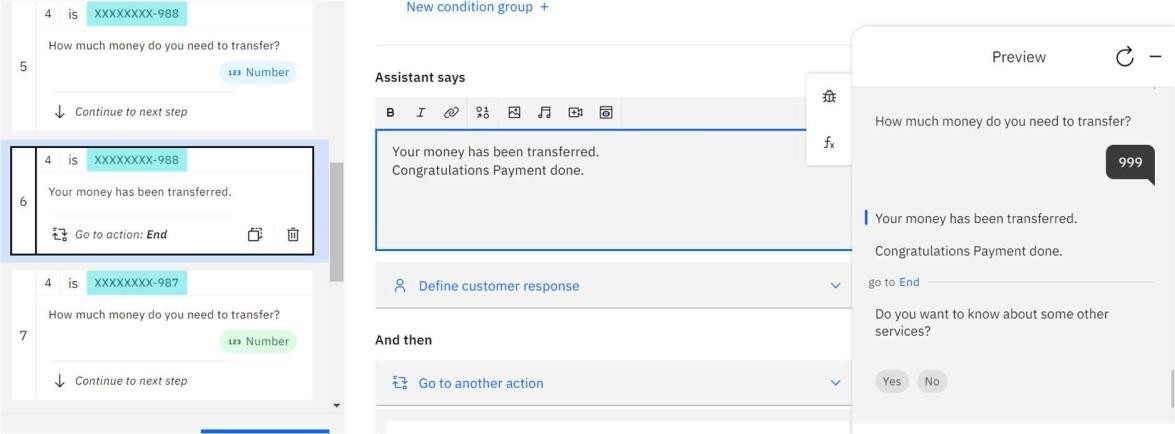 4 is XXXXXXXX-988
5
How much money do you need to transfer?
123 Number
Continue to next step
4 is XXXXXXXX-988
6
Your money has been transferred.
Go to action: End
4 is XXXXXXXX-987
How much money do you need to transfer?
7
123 Number
Continue to next step
New condition group +
Assistant says
B I
Your money has been transferred.
Congratulations Payment done.
Define customer response
And then
Go to another action
fx
Preview
How much money do you need to transfer?
999
Your money has been transferred.
Congratulations Payment done.
go to End
Do you want to know about some other
services?
Yes No